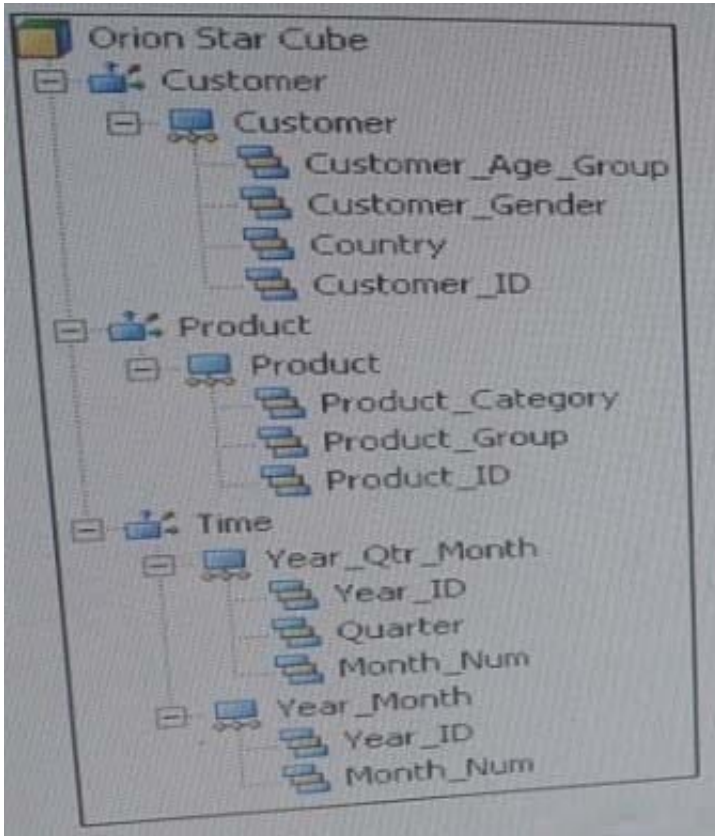 Orion Star Cube
Customer
Customer
Customer_Age_Group
Customer_Gender
Country
Customer_ID
Product
Product
Product_Category
Product_Group
Product_ID
Time
Year_Qtr_Month
Year_ID
Quarter
Month_Num
Year_Month
Year_ID
Month_Num